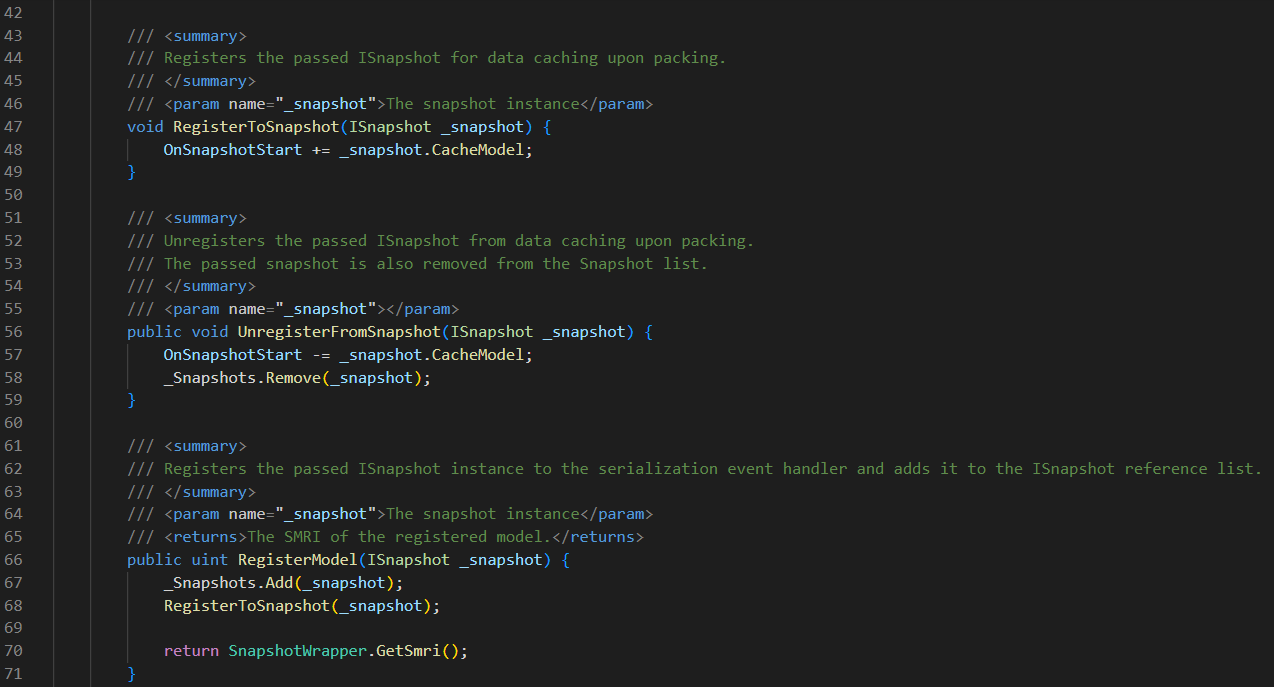 42
43 /// <summary>
44 /// Registers the passed ISnapshot for data caching upon packing.
45 /// </summary>
46 /// <param name="_snapshot">The snapshot instance</param>
47 void RegisterToSnapshot(ISnapshot _snapshot) {
48 OnSnapshotStart += _snapshot.CacheModel;
49 }
50
51 /// <summary>
52 /// Unregisters the passed ISnapshot from data caching upon packing.
53 /// The passed snapshot is also removed from the Snapshot list.
54 /// </summary>
55 /// <param name="_snapshot"></param>
56 public void UnregisterFromSnapshot(ISnapshot _snapshot) {
57 OnSnapshotStart -= _snapshot.CacheModel;
58 _Snapshots.Remove(_snapshot);
59 }
60
61 /// <summary>
62 /// Registers the passed ISnapshot instance to the serialization event handler and adds it to the ISnapshot reference list.
63 /// </summary>
64 /// <param name="_snapshot">The snapshot instance</param>
65 /// <returns>The SMRI of the registered model.</returns>
66 public uint RegisterModel(ISnapshot _snapshot) {
67 _Snapshots.Add(_snapshot);
68 RegisterToSnapshot(_snapshot);
69
70 return SnapshotWrapper.GetSmri();
71 }